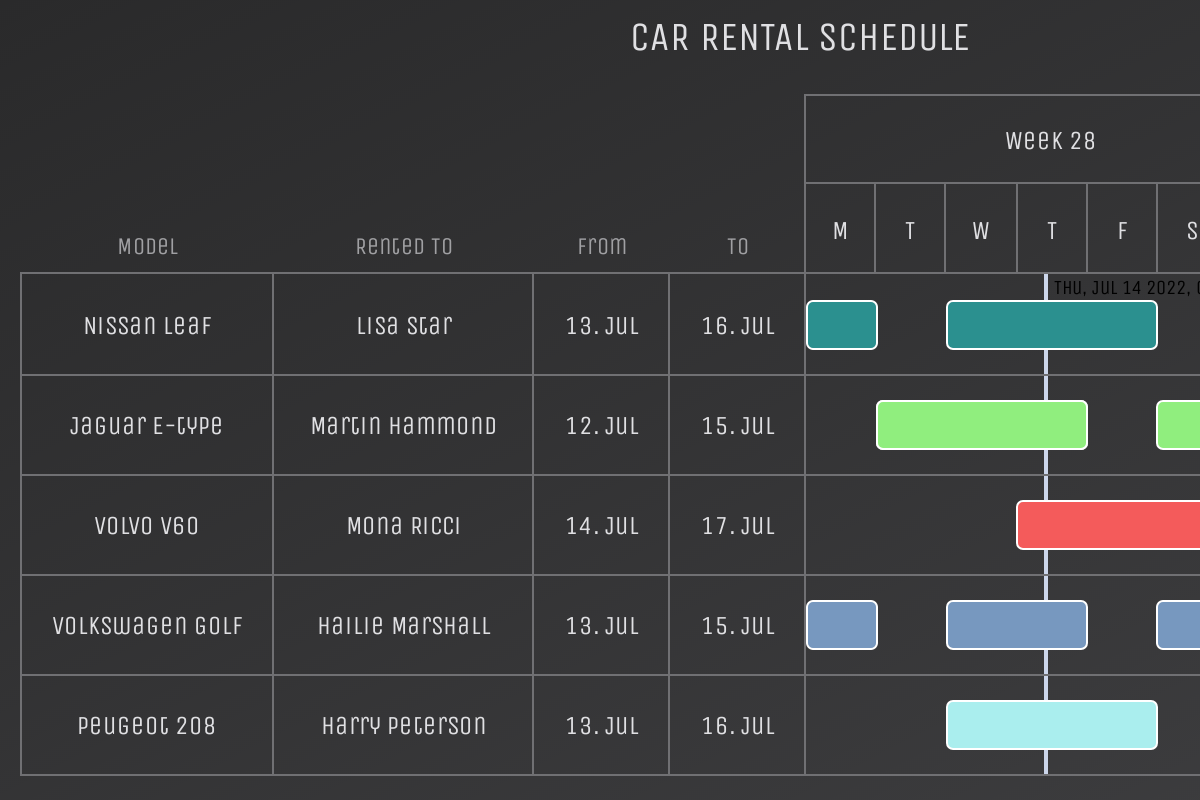 CAR RENTAL SCHEDULE
Week 28
Model Rented to From To M T W T F S
THU, JUL 14 2022,
Nissan Leaf Lisa Star 13. Jul 16. Jul
Jaguar E-type Martin Hammond 12. Jul 15. Jul
Volvo V60 Mona Ricci 14. Jul 17. Jul
Volkswagen Golf Hailie Marshall 13. Jul 15. Jul
Peugeot 208 Harry Peterson 13. Jul 16. Jul